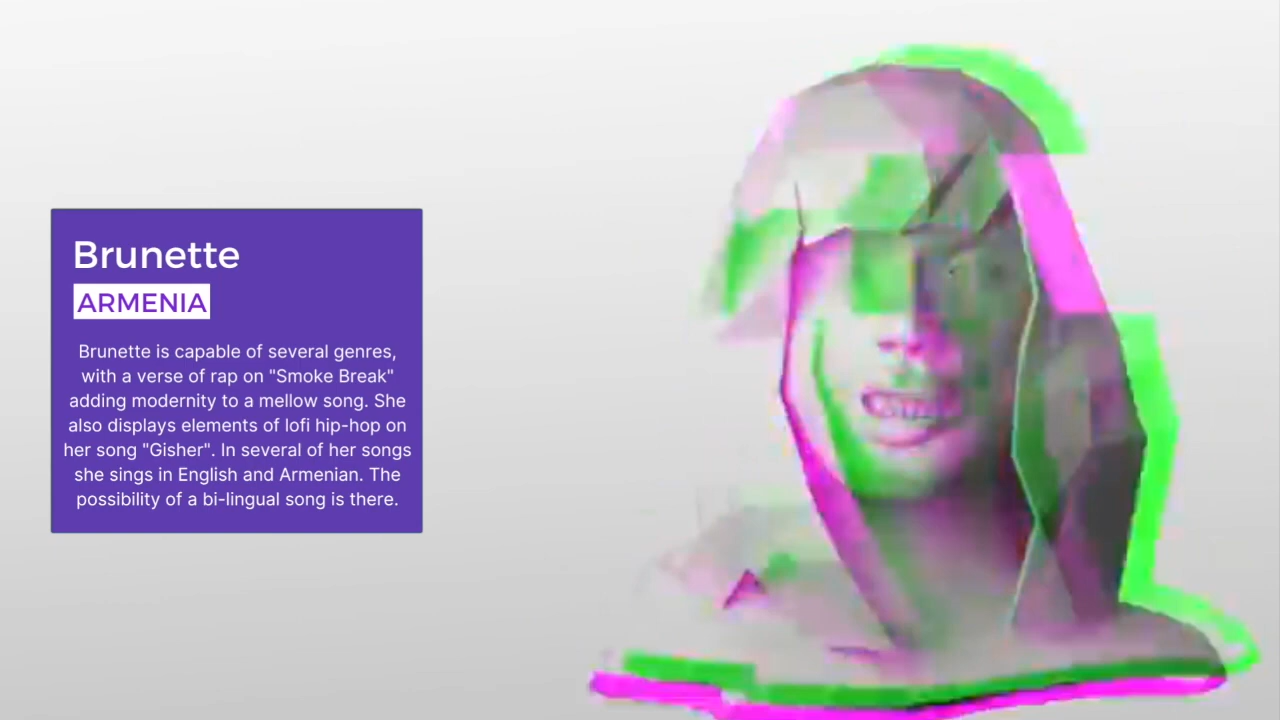 Brunette
ARMENIA
Brunette is capable of several genres,
with a verse of rap on "Smoke Break"
adding modernity to a mellow song. She
also displays elements of lofi hip-hop on
her song "Gisher". In several of her songs
she sings in English and Armenian. The
possibility of a bi-lingual song is there.